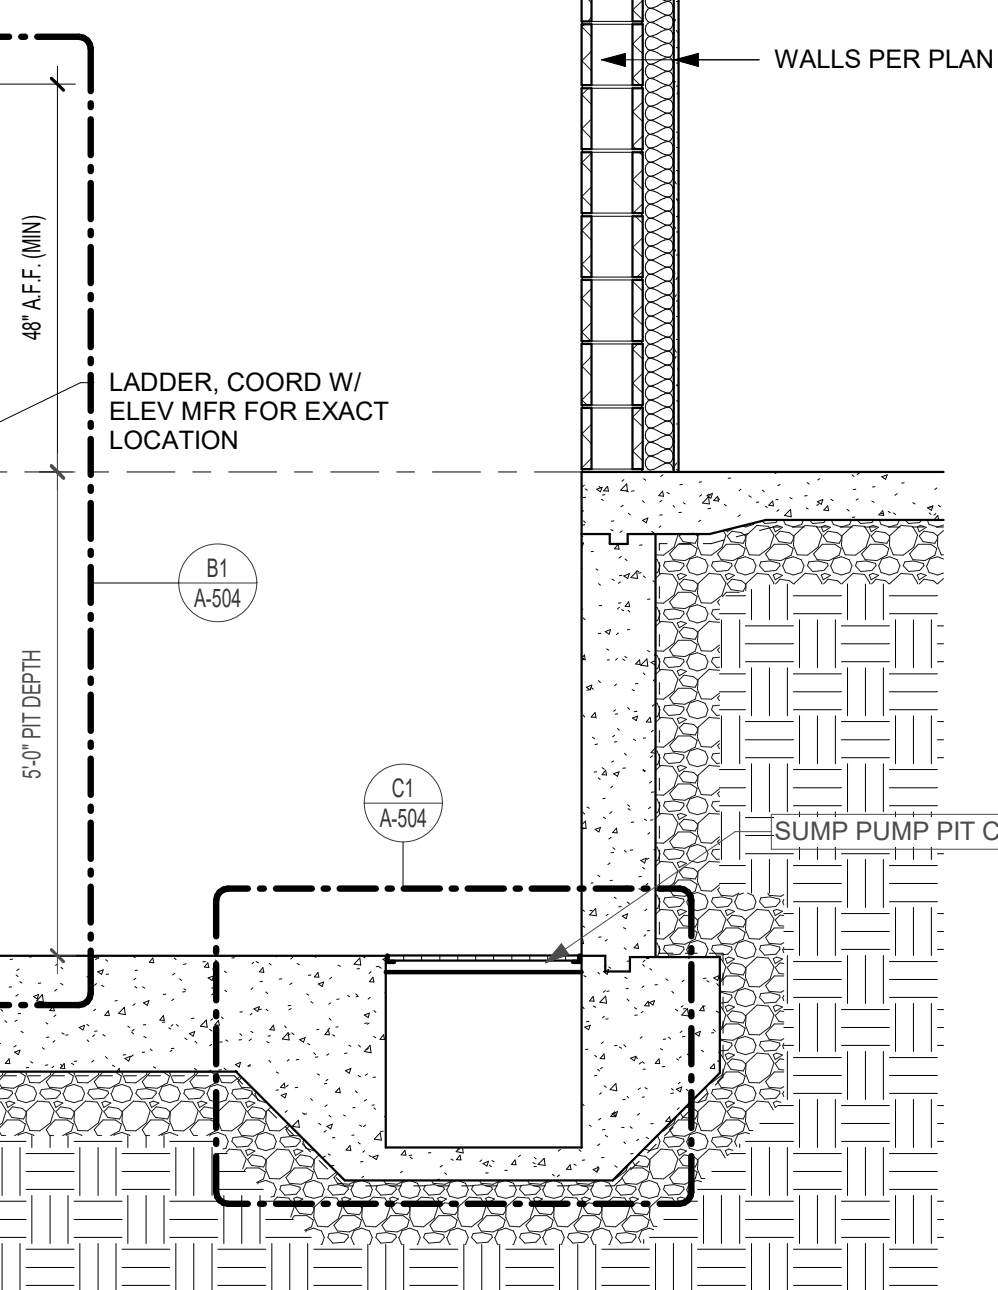 WALLS PER PLAN
48" A.F.F. (MIN)
LADDER, COORD W/
ELEV MFR FOR EXACT
LOCATION
B1
A-504
5'-0" PIT DEPTH
C1
A-504
SUMP PUMP PIT C